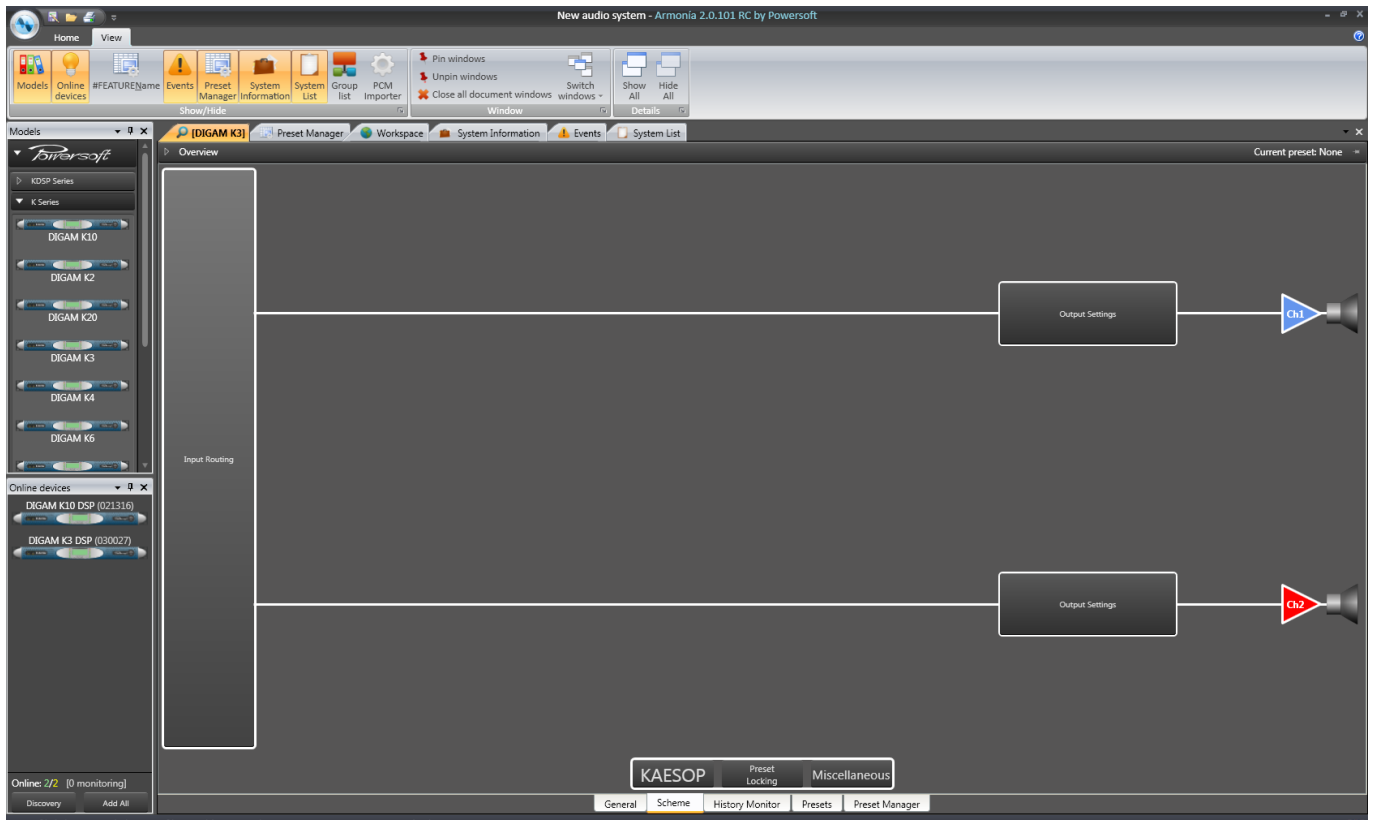 New audio system - Armonía 2.0.101 RC by Powersoft
Home View
Models Online devices #FEATUREName Events Preset Manager System Information System List Group list PCM Importer
Show/Hide
Pin windows
Unpin windows
Close all document windows
Switch windows
Window
Show All Hide All
Details
Models
[DIGAM K3] Preset Manager Workspace System Information Events System List
Powersoft
Overview
Current preset: None
KDSP Series
K Series
DIGAM K10
DIGAM K2
DIGAM K20
DIGAM K3
DIGAM K4
DIGAM K6
Output Settings
Ch1
Input Routing
Online devices
DIGAM K10 DSP (021316)
DIGAM K3 DSP (030027)
Output Settings
Ch2
KAESOP
Preset
Locking
Miscellaneous
Online: 2/2 [0 monitoring]
Discovery Add All
General Scheme History Monitor Presets Preset Manager